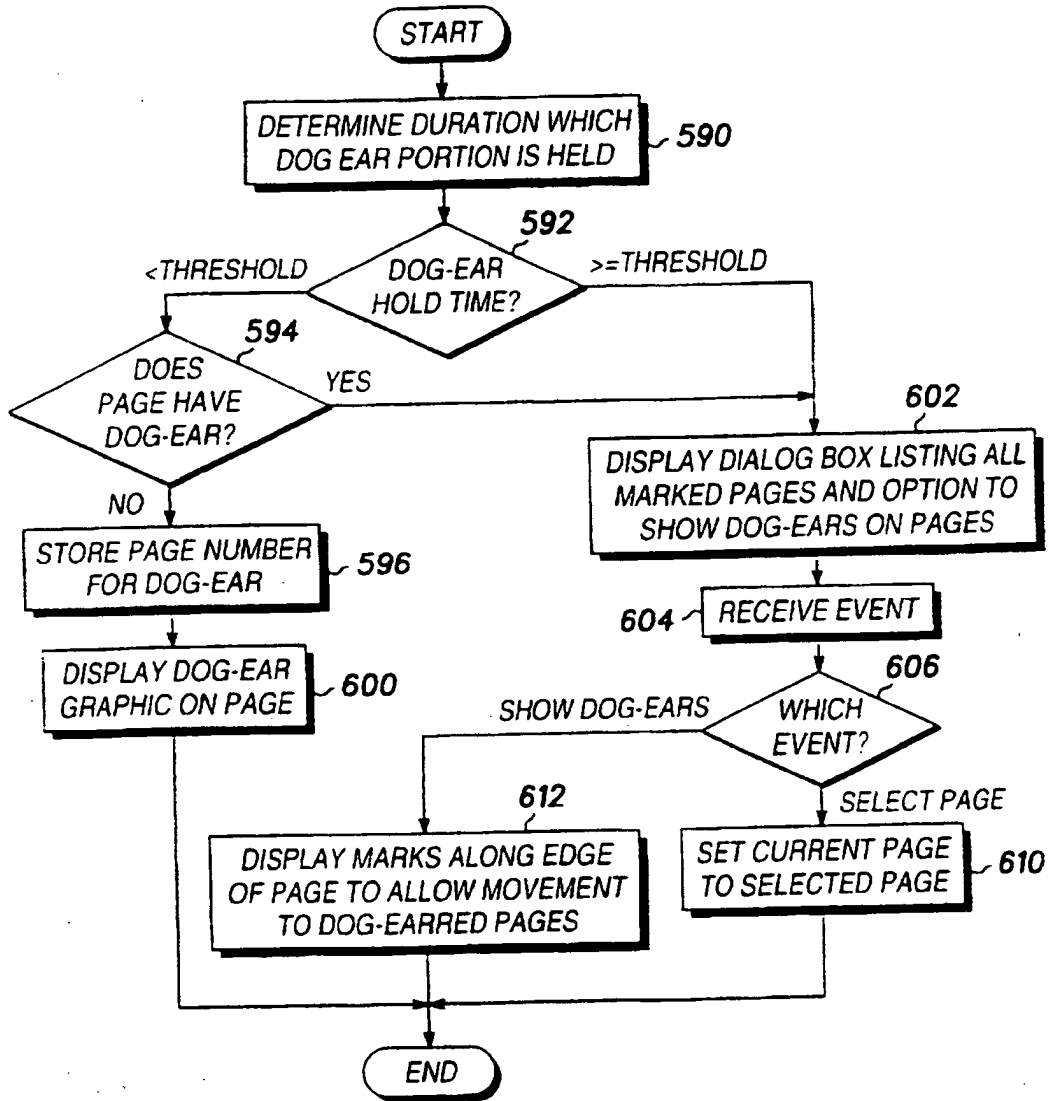 START
DETERMINE DURATION WHICH
DOG EAR PORTION IS HELD
590
592
<THRESHOLD
DOG-EAR
HOLD TIME?
>=THRESHOLD
594
DOES
PAGE HAVE
DOG-EAR?
YES
NO
602
DISPLAY DIALOG BOX LISTING ALL
MARKED PAGES AND OPTION TO
SHOW DOG-EARS ON PAGES
STORE PAGE NUMBER
FOR DOG-EAR
596
604
RECEIVE EVENT
DISPLAY DOG-EAR
GRAPHIC ON PAGE
600
606
SHOW DOG-EARS
WHICH
EVENT?
SELECT PAGE
612
DISPLAY MARKS ALONG EDGE
OF PAGE TO ALLOW MOVEMENT
TO DOG-EARRED PAGES
SET CURRENT PAGE
TO SELECTED PAGE
610
END